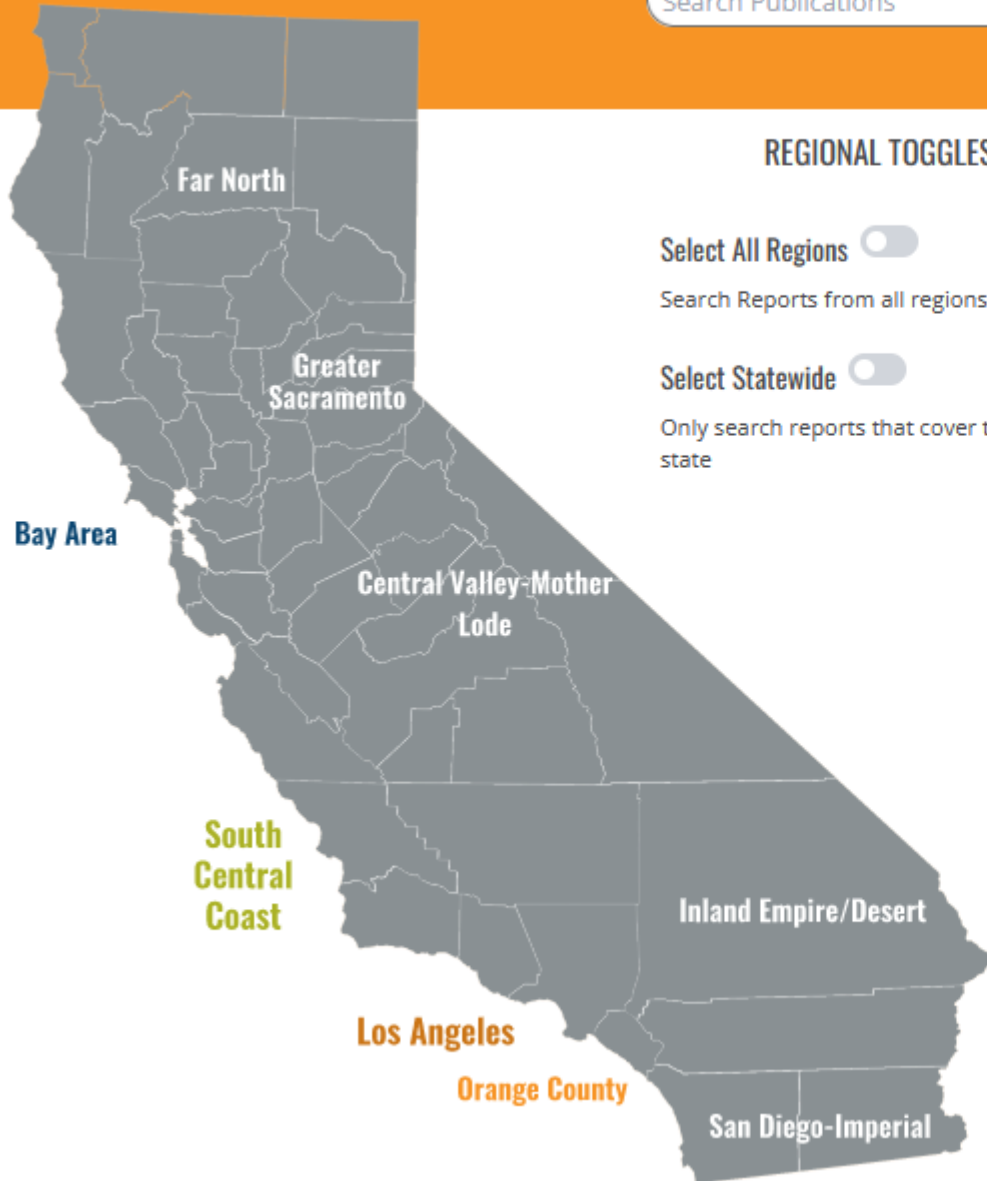 Search Publications
REGIONAL TOGGLES
Far North
Select All Regions
Search Reports from all regions
Greater
Sacramento
Select Statewide
Only search reports that cover t
state
Bay Area
Central Valley-Mother
Lode
South
Central
Coast
Inland Empire/Desert
Los Angeles
Orange County
San Diego-Imperial